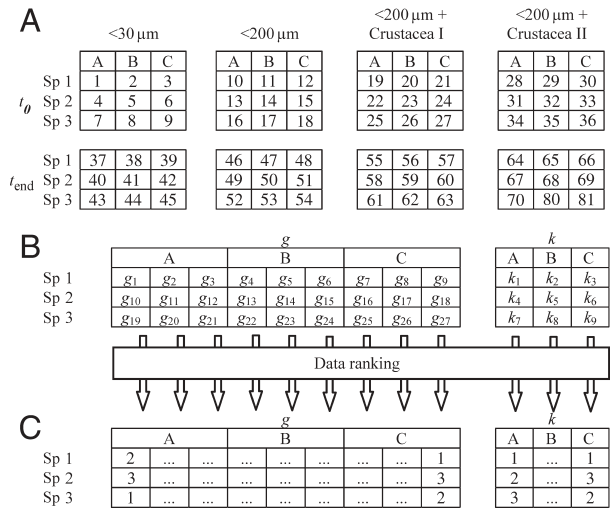 A
<30 µm <200 µm <200 µm + Crustacea I <200 µm + Crustacea II
A B C A B C A B C A B C
t0
Sp 1 1 2 3 10 11 12 19 20 21 28 29 30
Sp 2 4 5 6 13 14 15 22 23 24 31 32 33
Sp 3 7 8 9 16 17 18 25 26 27 34 35 36
tend
Sp 1 37 38 39 46 47 48 55 56 57 64 65 66
Sp 2 40 41 42 49 50 51 58 59 60 67 68 69
Sp 3 43 44 45 52 53 54 61 62 63 70 80 81
B
g k
A B C A B C
Sp 1 g1 g2 g3 g4 g5 g6 g7 g8 g9 k1 k2 k3
Sp 2 g10 g11 g12 g13 g14 g15 g16 g17 g18 k4 k5 k6
Sp 3 g19 g20 g21 g22 g23 g24 g25 g26 g27 k7 k8 k9
Data ranking
C
g k
A B C A B C
Sp 1 2 ... ... ... ... ... ... ... 1 1 ... 1
Sp 2 3 ... ... ... ... ... ... ... 3 2 ... 3
Sp 3 1 ... ... ... ... ... ... ... 2 3 ... 2